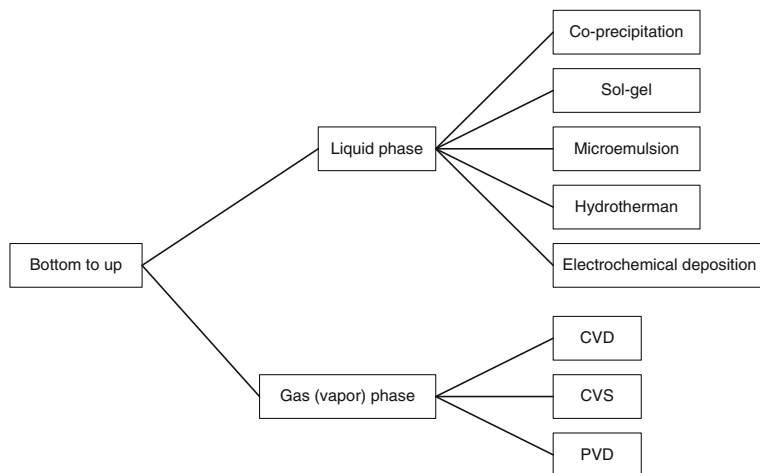 Co-precipitation
Sol-gel
Liquid phase
Microemulsion
Hydrotherman
Bottom to up
Electrochemical deposition
CVD
Gas (vapor) phase
CVS
PVD